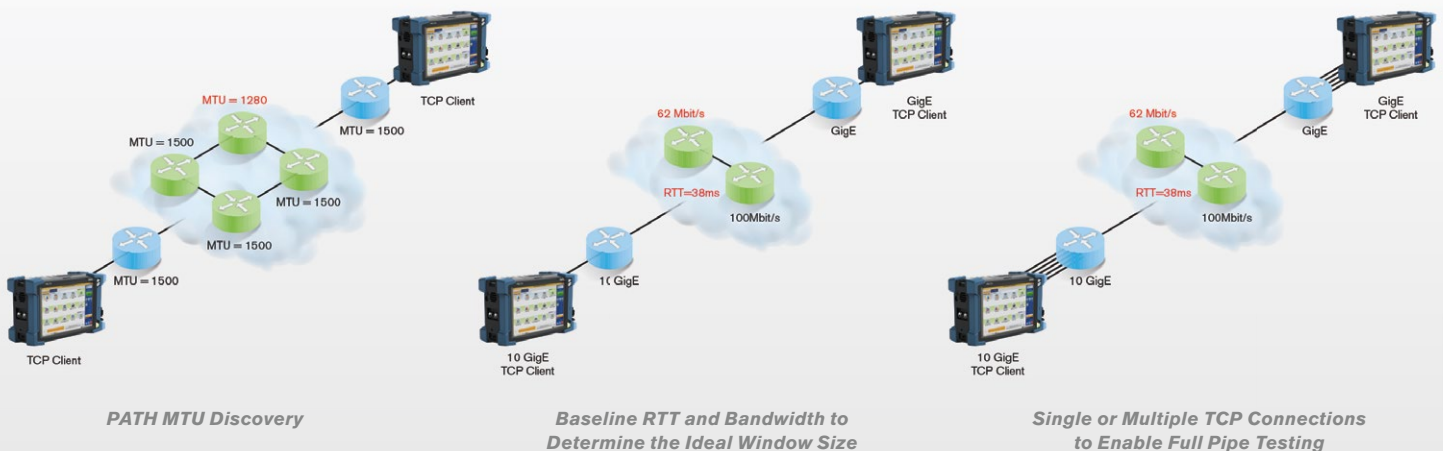 MTU = 1280
TCP Client
MTU = 1500
MTU = 1500
MTU = 1500
MTU = 1500
MTU = 1500
TCP Client
PATH MTU Discovery
62 Mbit/s
GigE
TCP Client
GigE
RTT=38ms
100Mbit/s
10 GigE
10 GigE
TCP Client
Baseline RTT and Bandwidth to
Determine the Ideal Window Size
62 Mbit/s
GigE
TCP Client
GigE
RTT=38ms
100Mbit/s
10 GigE
10 GigE
TCP Client
Single or Multiple TCP Connections
to Enable Full Pipe Testing